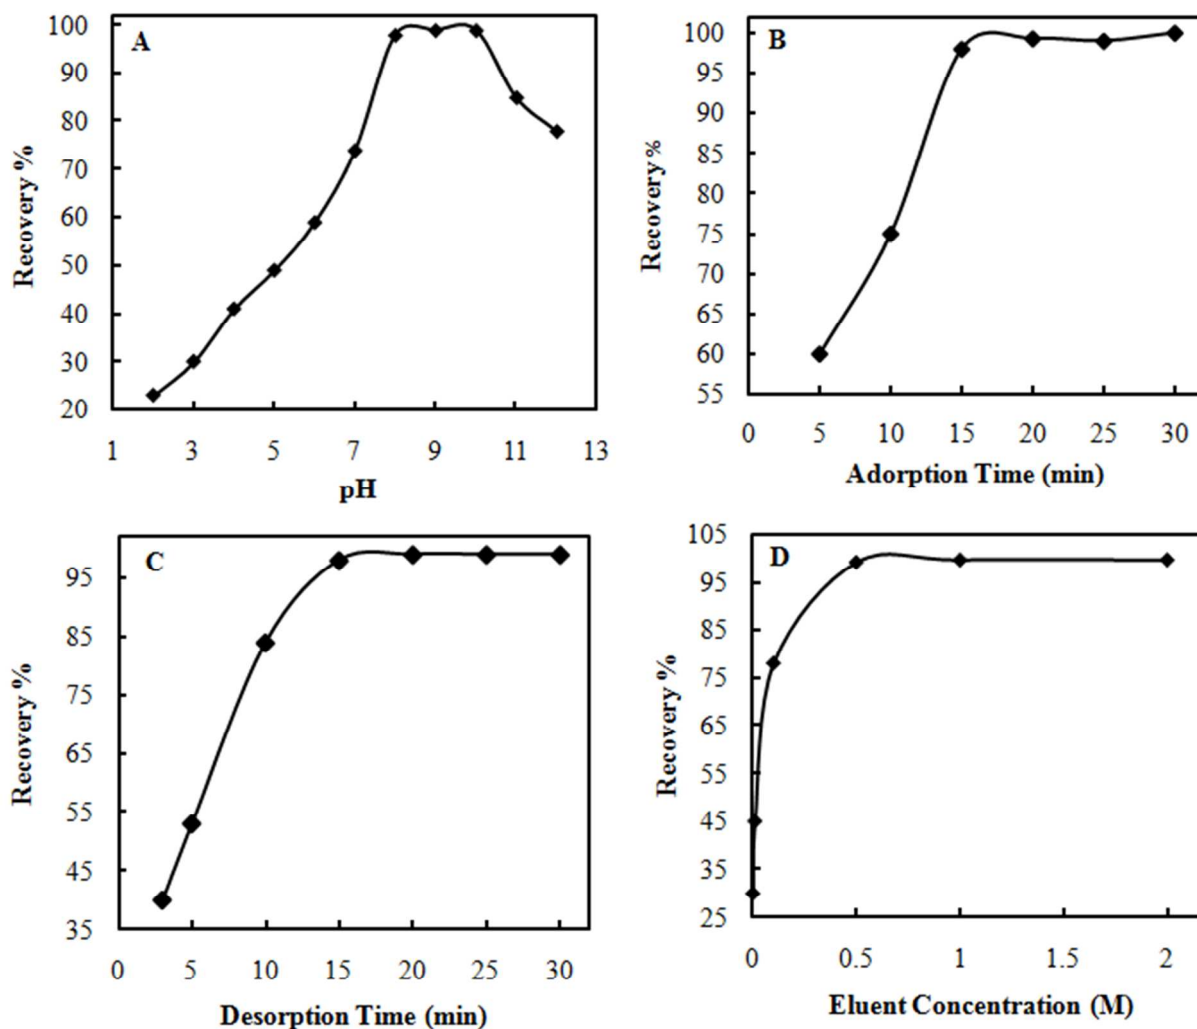 A
Recovery %
100
90
80
70
60
50
40
30
20
1 3 5 7 9 11 13
pH
B
Recovery %
100
95
90
85
80
75
70
65
60
55
0 5 10 15 20 25 30
Adorption Time (min)
C
Recovery %
95
85
75
65
55
45
35
0 5 10 15 20 25 30
Desorption Time (min)
D
Recovery %
105
95
85
75
65
55
45
35
25
0 0.5 1 1.5 2
Eluent Concentration (M)